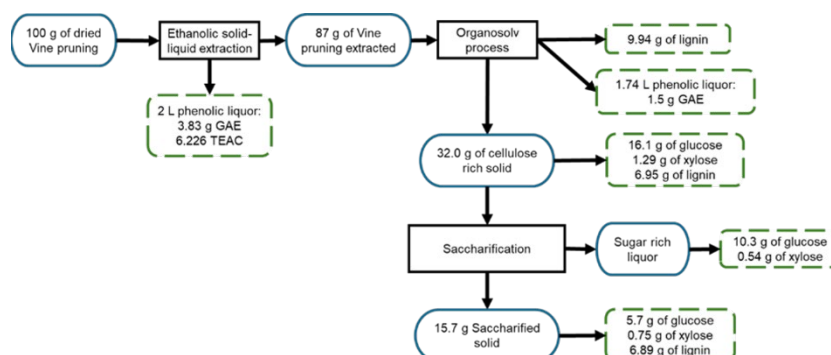 100 g of dried
Vine pruning
Ethanolic solid-
liquid extraction
87 g of Vine
pruning extracted
Organosolv
process
9.94 g of lignin
1.74 L phenolic liquor:
1.5 g GAE
2 L phenolic liquor:
3.83 g GAE
6.226 TEAC
32.0 g of cellulose
rich solid
16.1 g of glucose
1.29 g of xylose
6.95 g of lignin
Saccharification
Sugar rich
liquor
10.3 g of glucose
0.54 g of xylose
15.7 g Saccharified
solid
5.7 g of glucose
0.75 g of xylose
6.89 g of lignin